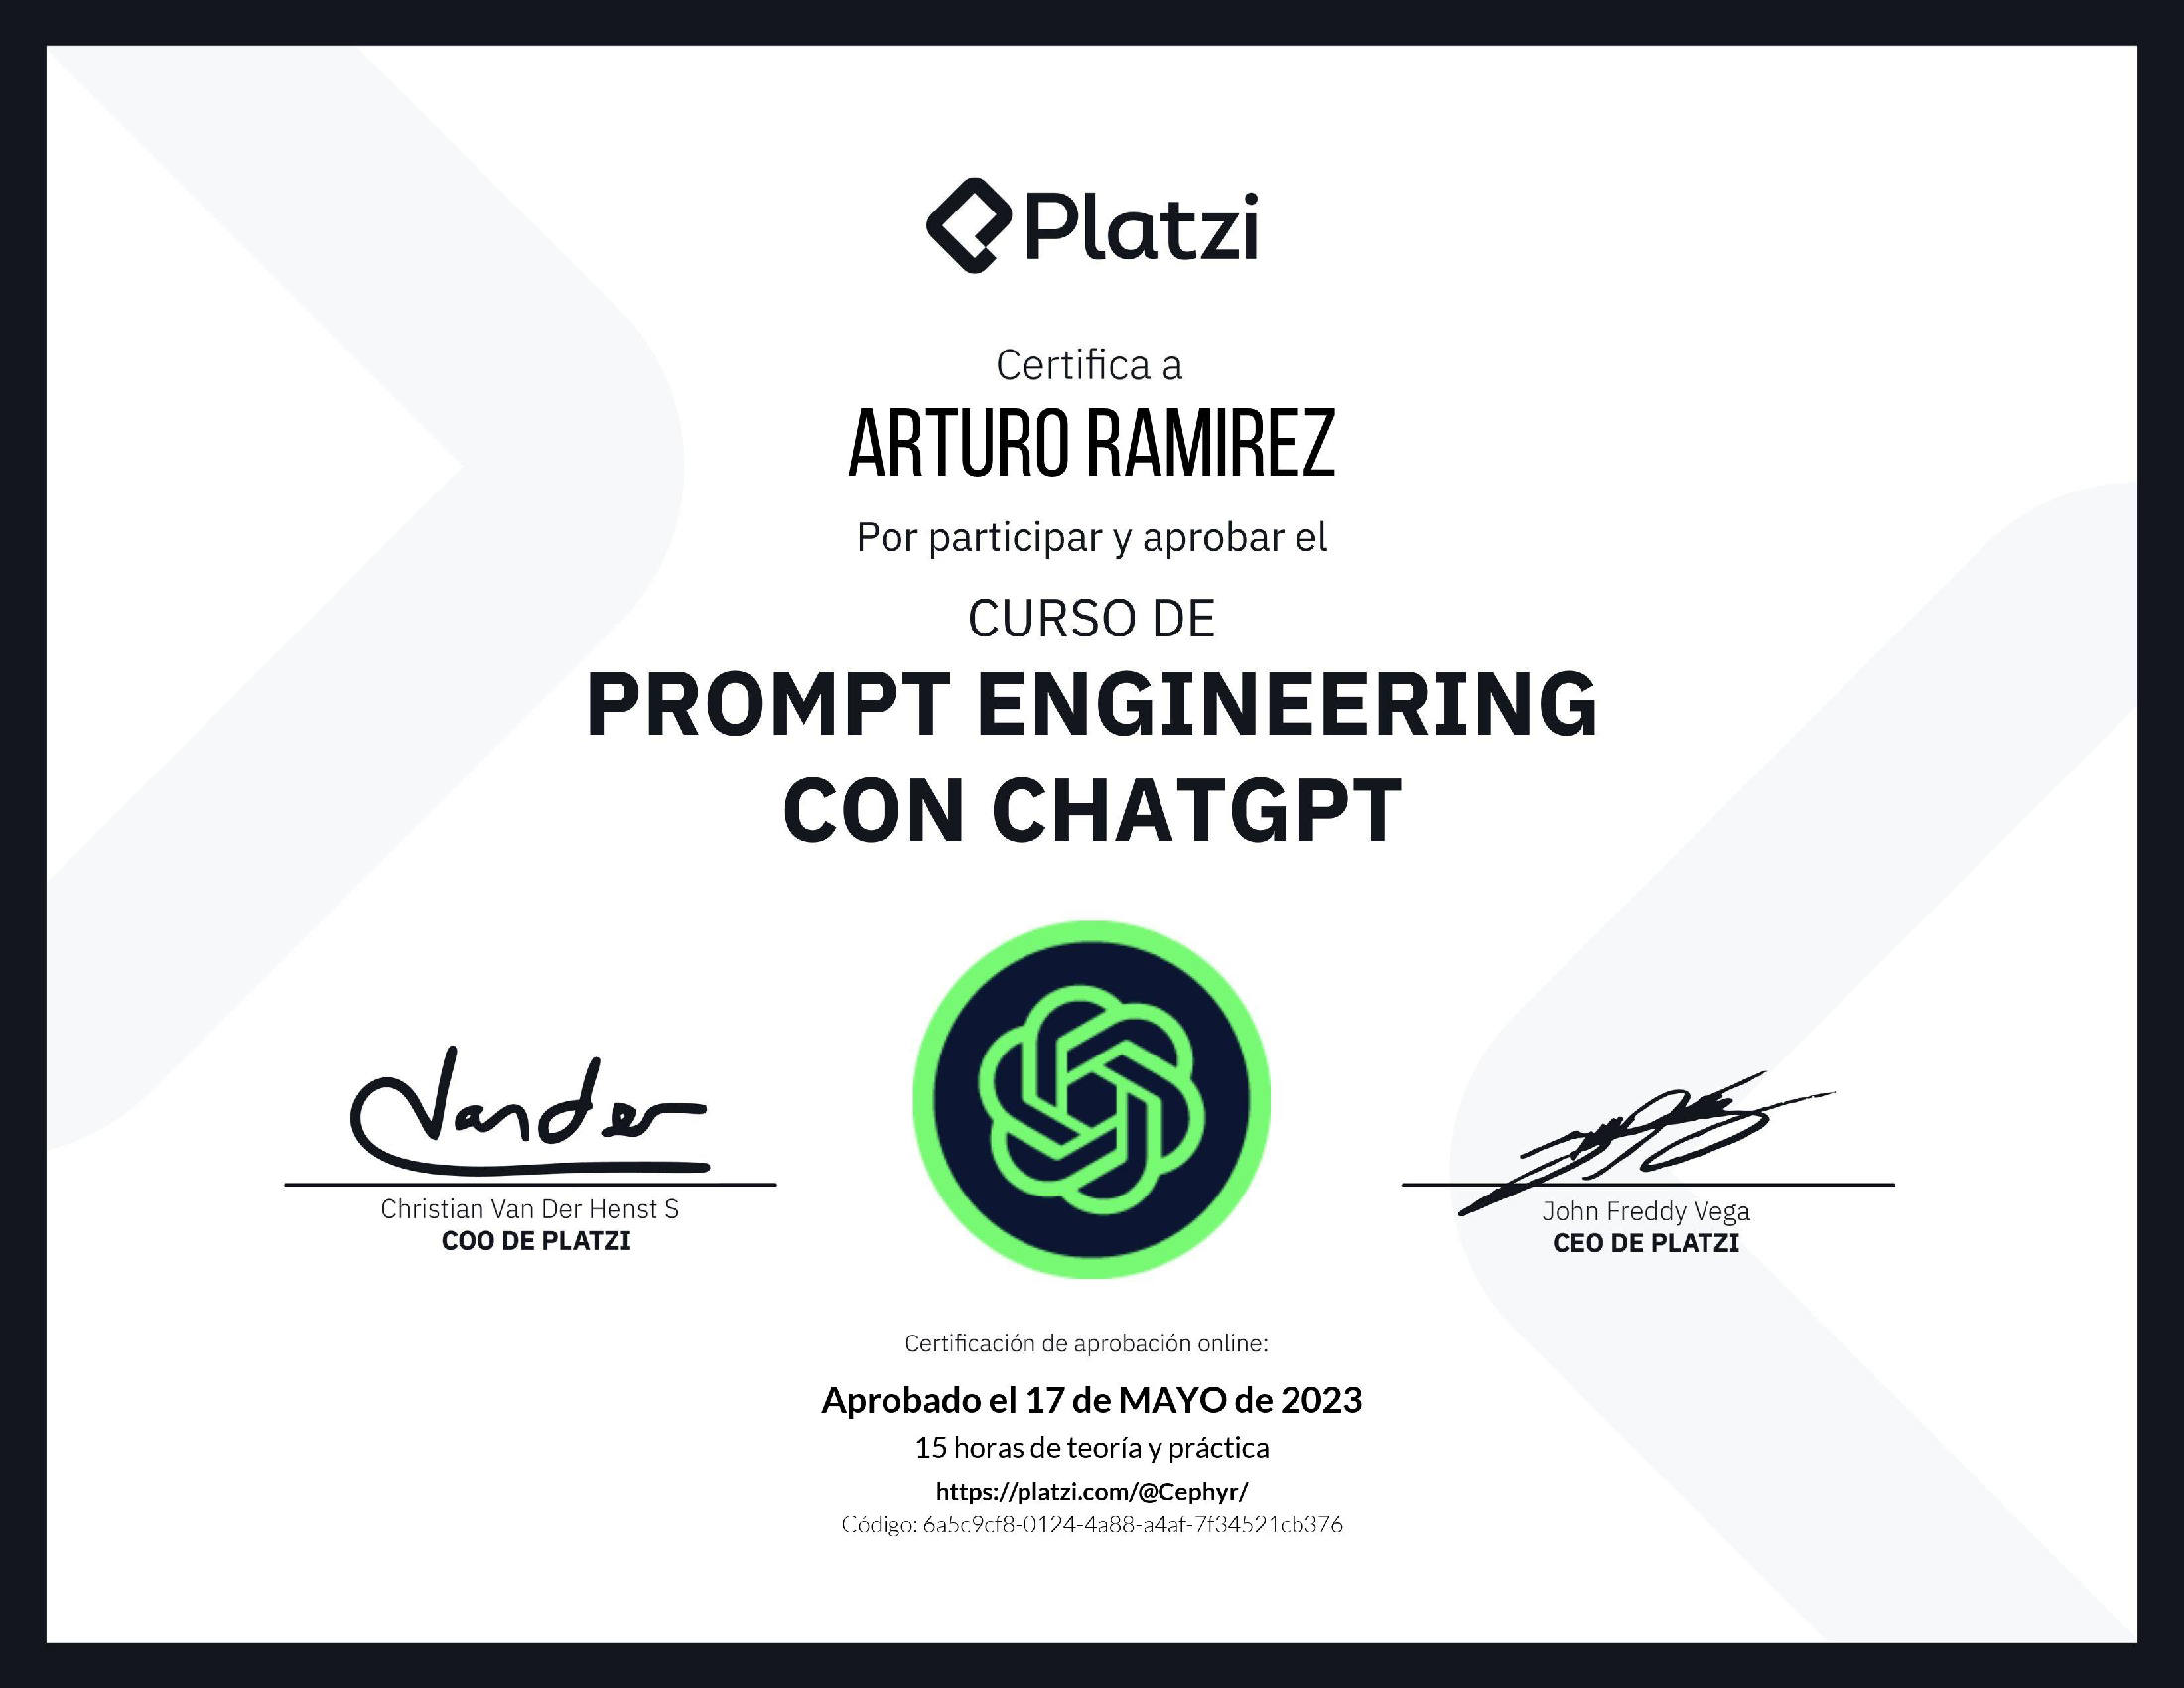 Platzi
Certifica a
ARTURO RAMIREZ
Por participar y aprobar el
CURSO DE
PROMPT ENGINEERING
CON CHATGPT
Vander
Christian Van Der Henst S
COO DE PLATZI
John Freddy Vega
CEO DE PLATZI
Certificación de aprobación online:
Aprobado el 17 de MAYO de 2023
15 horas de teoría y práctica
https://platzi.com/@Cephyr/
Código: 6a5c9cf8-0124-4a88-a4af-7f34521cb376